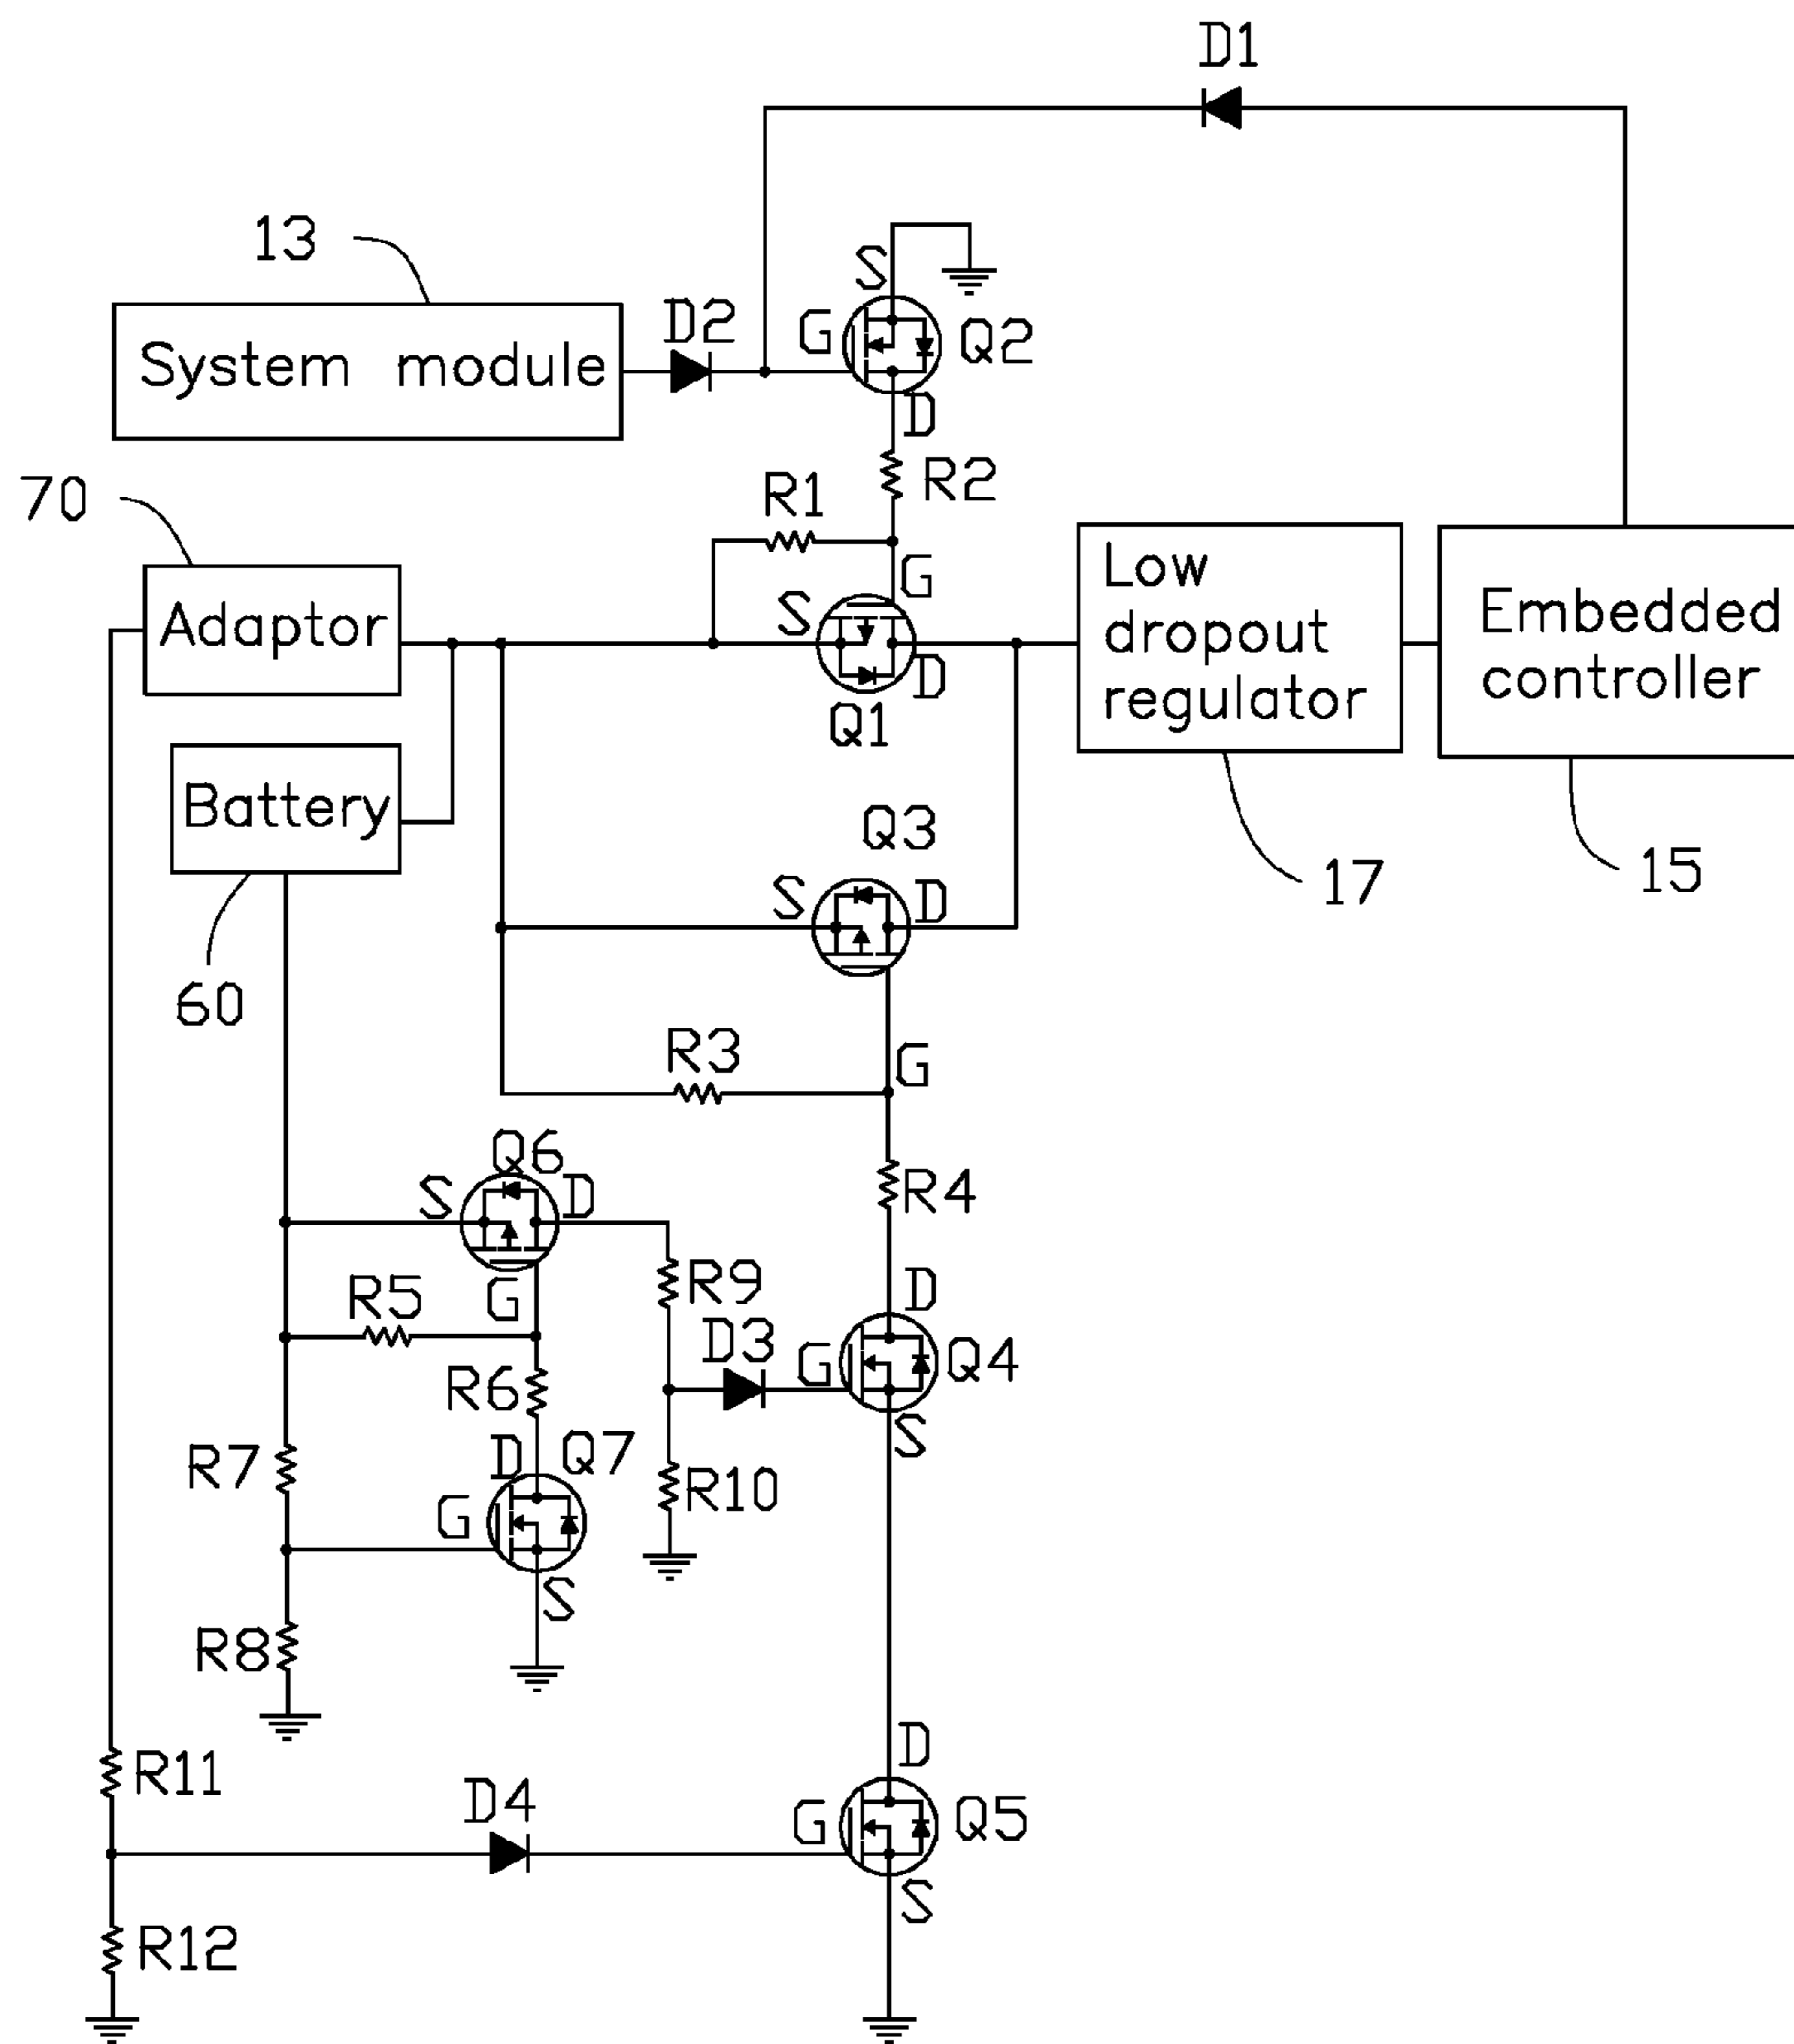 D1
13
S
D2
G
Q2
System module
D
R2
R1
70
G
Low
dropout
regulator
S
Adaptor
Embedded
controller
D
Q1
Battery
Q3
17
15
S
D
60
R3
G
Q6
S
D
R4
R9
D
R5
G
D3
G
Q4
R6
S
R7
D
Q7
R10
G
S
R8
D
R11
D4
G
Q5
S
R12